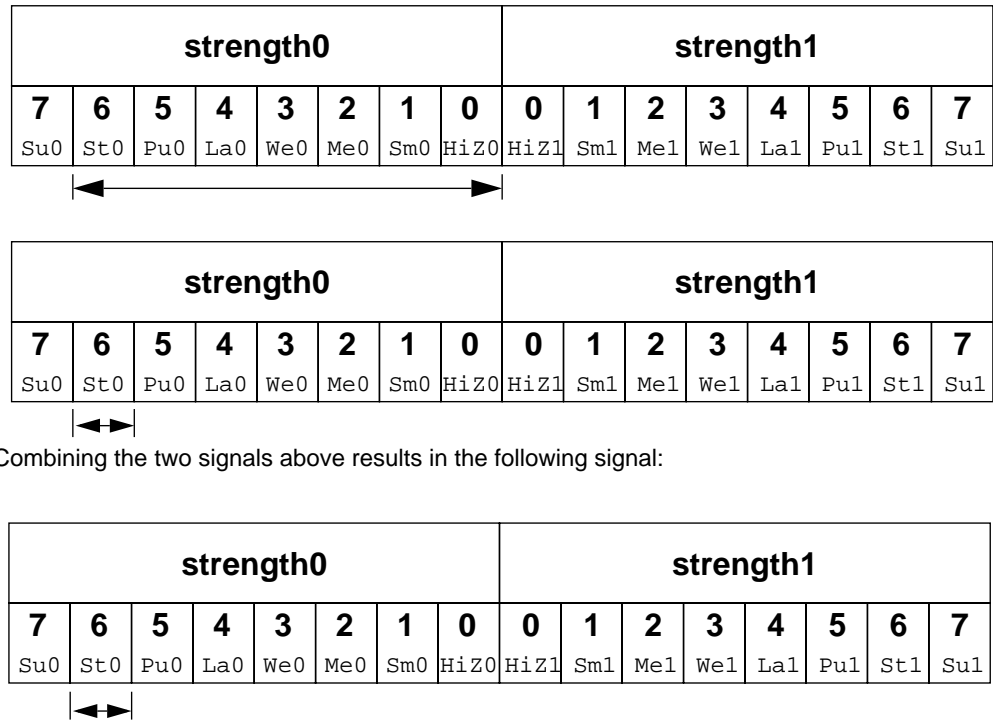 strength0 strength1
7 6 5 4 3 2 1 0 0 1 2 3 4 5 6 7
Su0 St0 Pu0 La0 We0 Me0 Sm0 HiZ0 HiZ1 Sm1 Me1 We1 La1 Pu1 St1 Su1
strength0 strength1
7 6 5 4 3 2 1 0 0 1 2 3 4 5 6 7
Su0 St0 Pu0 La0 We0 Me0 Sm0 HiZ0 HiZ1 Sm1 Me1 We1 La1 Pu1 St1 Su1
Combining the two signals above results in the following signal:
strength0 strength1
7 6 5 4 3 2 1 0 0 1 2 3 4 5 6 7
Su0 St0 Pu0 La0 We0 Me0 Sm0 HiZ0 HiZ1 Sm1 Me1 We1 La1 Pu1 St1 Su1